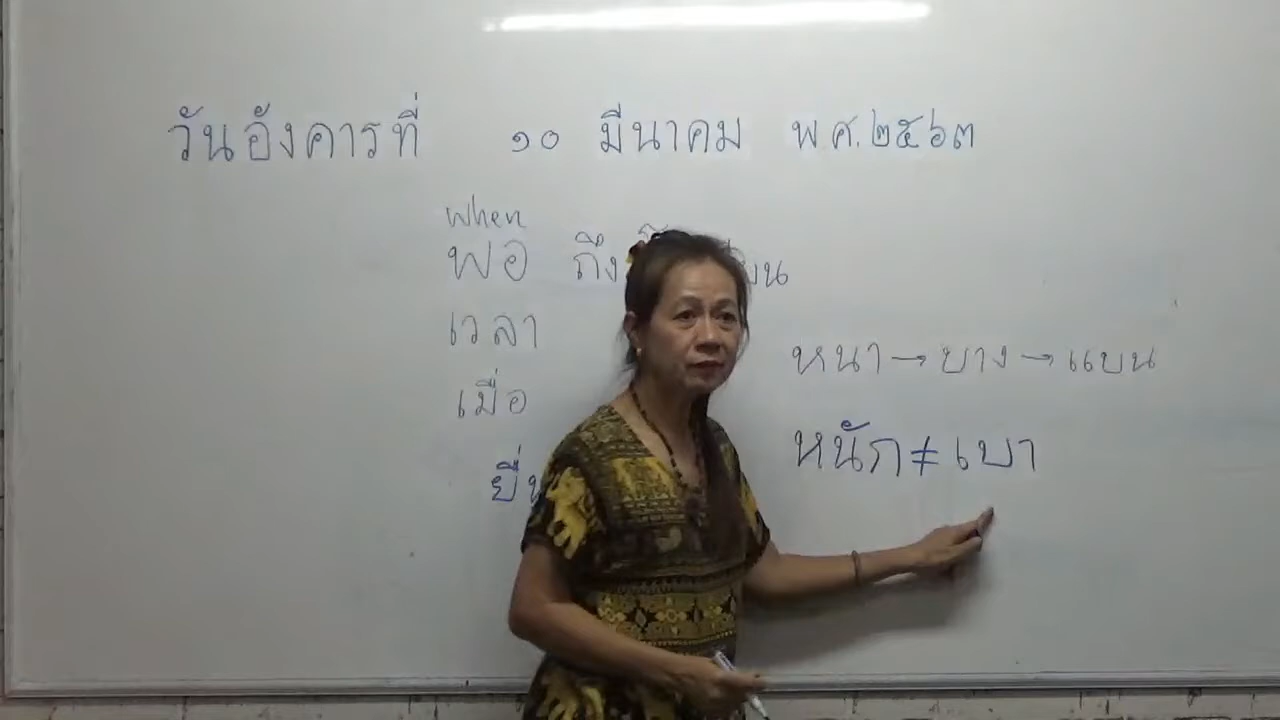 วันอังคารที่ ๑๐ มีนาคม พ ศ.๒๕๖๓
when
พอ ถึง
เวลา
หนา → บาง → แบน
เมื่อ
หนัก ≠ เบา